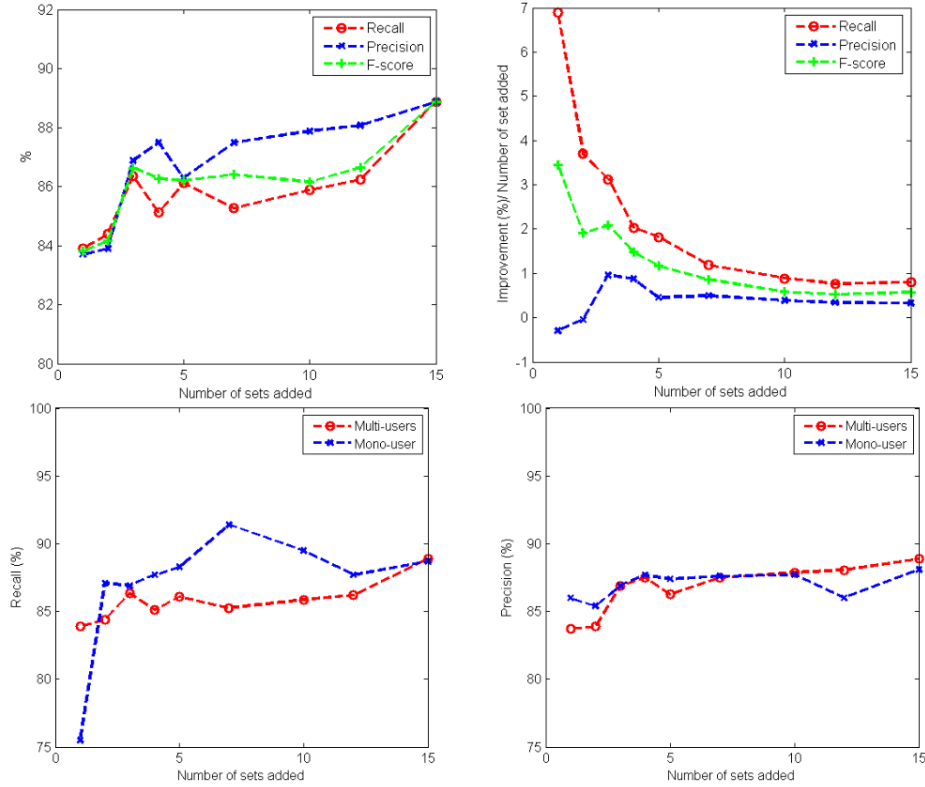 92
90
88
86
84
82
80
%
0
5
10
15
Number of sets added
Recall
Precision
F-score
7
6
5
4
3
2
1
0
-1
Improvement (%)/ Number of set added
0
5
10
15
Number of sets added
Recall
Precision
F-score
100
95
90
85
80
75
Recall (%)
0
5
10
15
Number of sets added
Multi-users
Mono-user
100
95
90
85
80
75
Precision (%)
0
5
10
15
Number of sets added
Multi-users
Mono-user